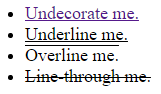 Undecorate me.
Underline me.
Overline me.
Line-through me.